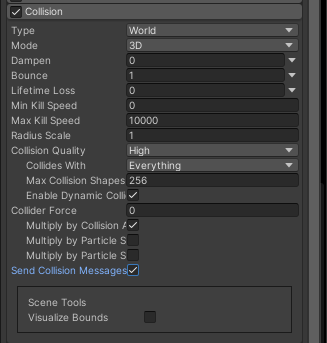 Collision
Type World
Mode 3D
Dampen 0
Bounce 1
Lifetime Loss 0
Min Kill Speed 0
Max Kill Speed 10000
Radius Scale 1
Collision Quality High
Collides With Everything
Max Collision Shapes 256
Enable Dynamic Colli
Collider Force 0
Multiply by Collision A
Multiply by Particle S
Multiply by Particle S
Send Collision Messages
Scene Tools
Visualize Bounds